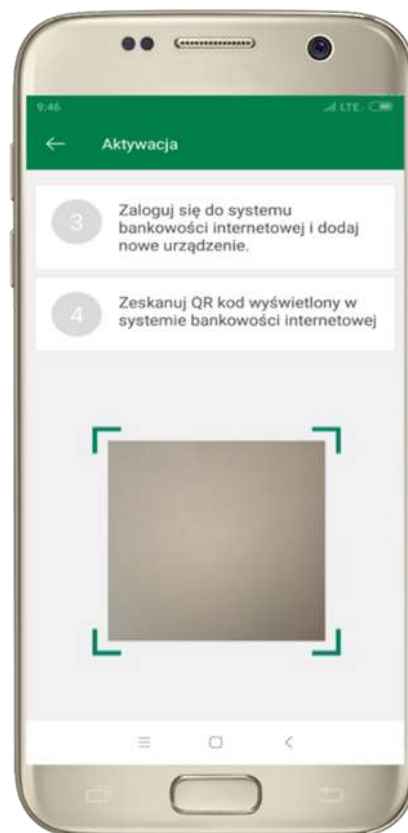 9:46
LTE
Aktywacja
3
Zaloguj się do systemu
bankowości internetowej i dodaj
nowe urządzenie.
4
Zeskanuj QR kod wyświetlony w
systemie bankowości internetowej